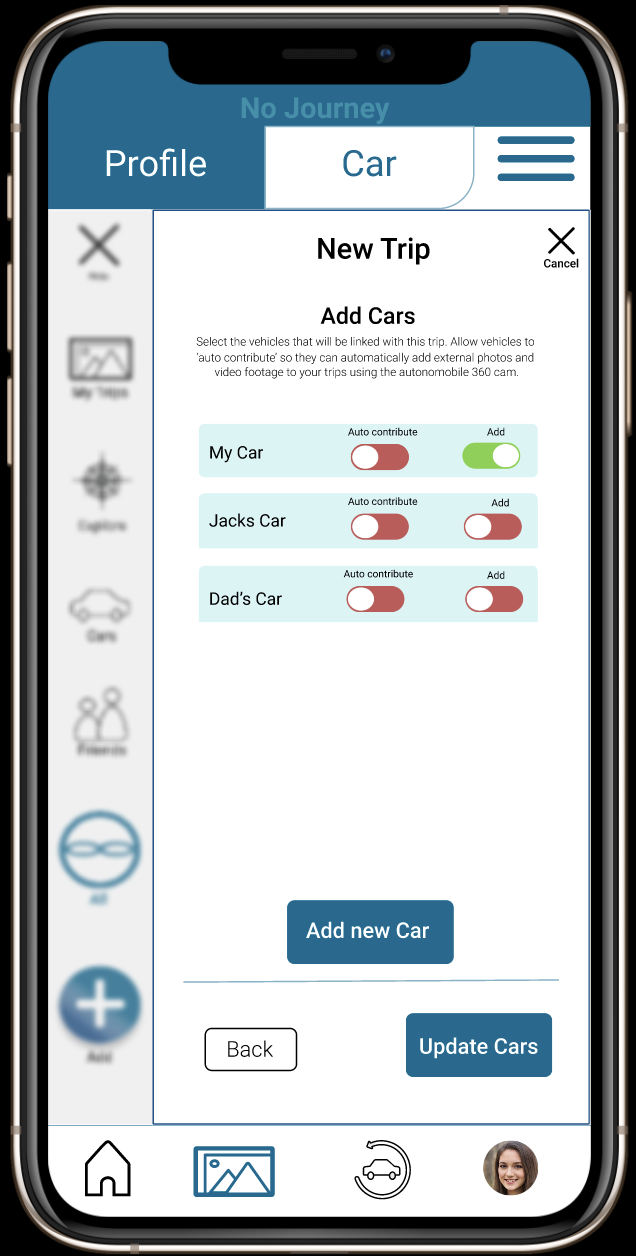 No Journey
Profile
Car
New Trip
Cancel
Add Cars
Select the vehicles that will be linked with this trip. Allow vehicles to
'auto contribute' so they can automatically add external photos and
video footage to your trips using the autonomobile 360 cam.
Auto contribute
Add
My Car
Auto contribute
Add
Jacks Car
Auto contribute
Add
Dad's Car
My Trips
Explore
Cars
Friends
All
Add
Add new Car
Back
Update Cars